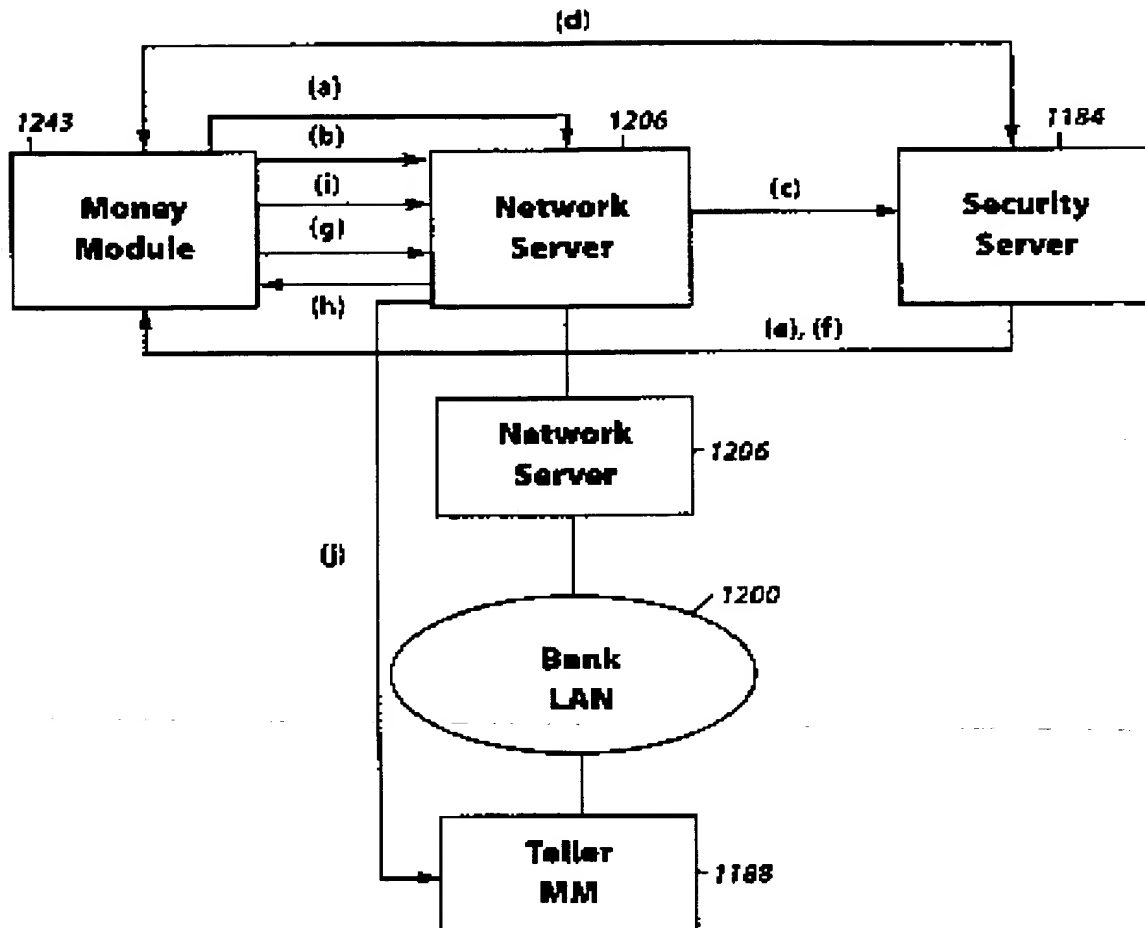 (d)
(a)
1243
1206
1184
(b)
Money
Module
(i)
Network
Server
(c)
Security
Server
(g)
(h)
(e), (f)
Network
Server
1206
(j)
1200
Bank
LAN
Teller
MM
1188